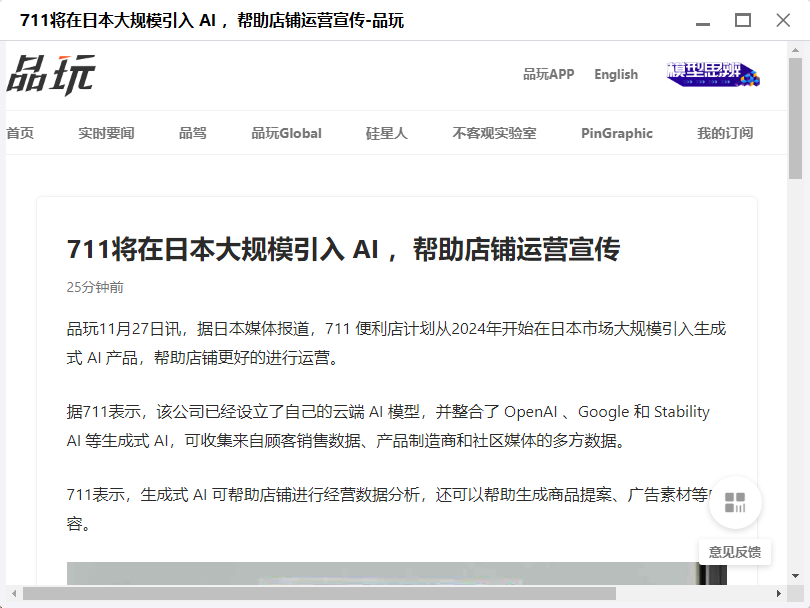 711将在日本大规模引入 AI ，帮助店铺运营宣传-品玩
品玩
品玩APP
English
模型思辨
首页
实时要闻
品驾
品玩Global
硅星人
不客观实验室
PinGraphic
我的订阅
711将在日本大规模引入 AI ，帮助店铺运营宣传
25分钟前
品玩11月27日讯，据日本媒体报道，711 便利店计划从2024年开始在日本市场大规模引入生成
式 AI 产品，帮助店铺更好的进行运营。
据711表示，该公司已经设立了自己的云端 AI 模型，并整合了 OpenAI 、Google 和 Stability
AI 等生成式 AI，可收集来自顾客销售数据、产品制造商和社区媒体的多方数据。
711表示，生成式 AI 可帮助店铺进行经营数据分析，还可以帮助生成商品提案、广告素材等
容。
意见反馈